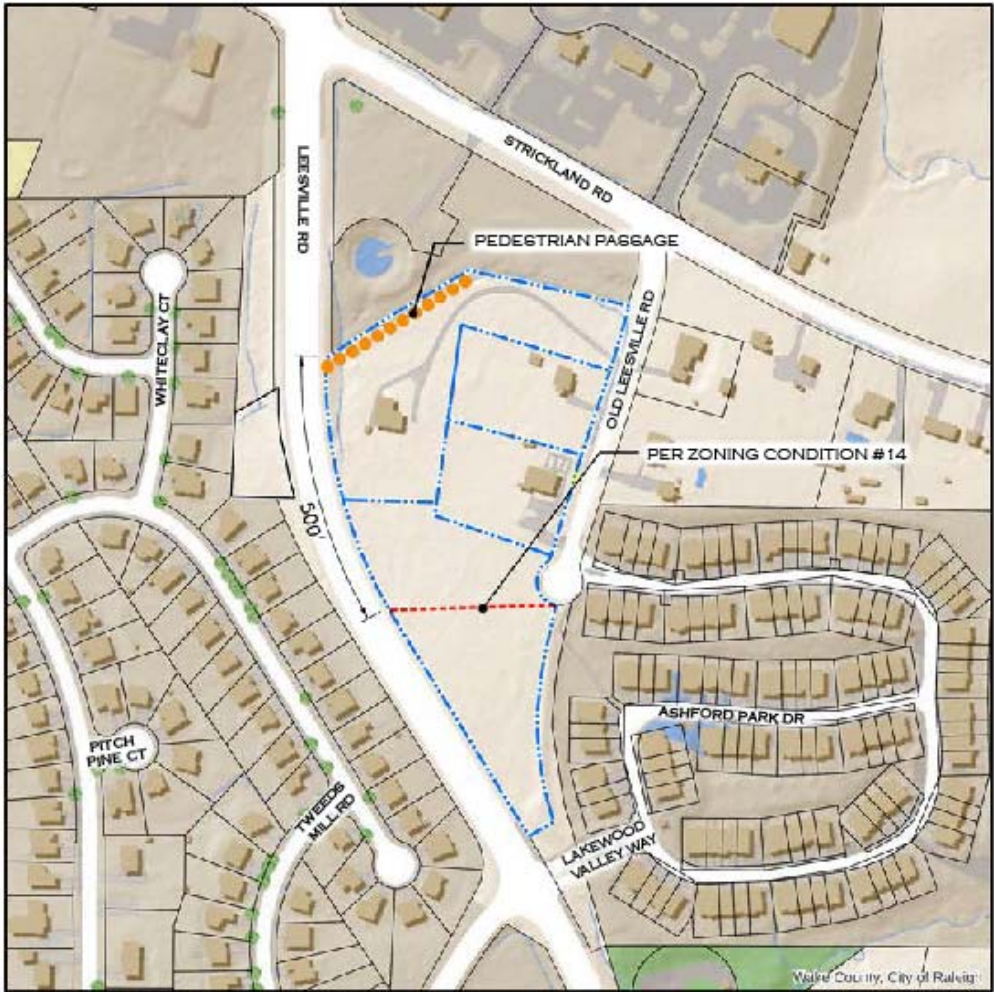 STRICKLAND RD
LEESVILLE RD
PEDESTRIAN PASSAGE
WHITECLAY CT
OLD LEESVILLE RD
PER ZONING CONDITION #14
500'
ASHFORD PARK DR
PITCH
PINE CT
TWEEDS
MILL RD
LAKEWOOD
VALLEY WAY
Wake County, City of Raleigh